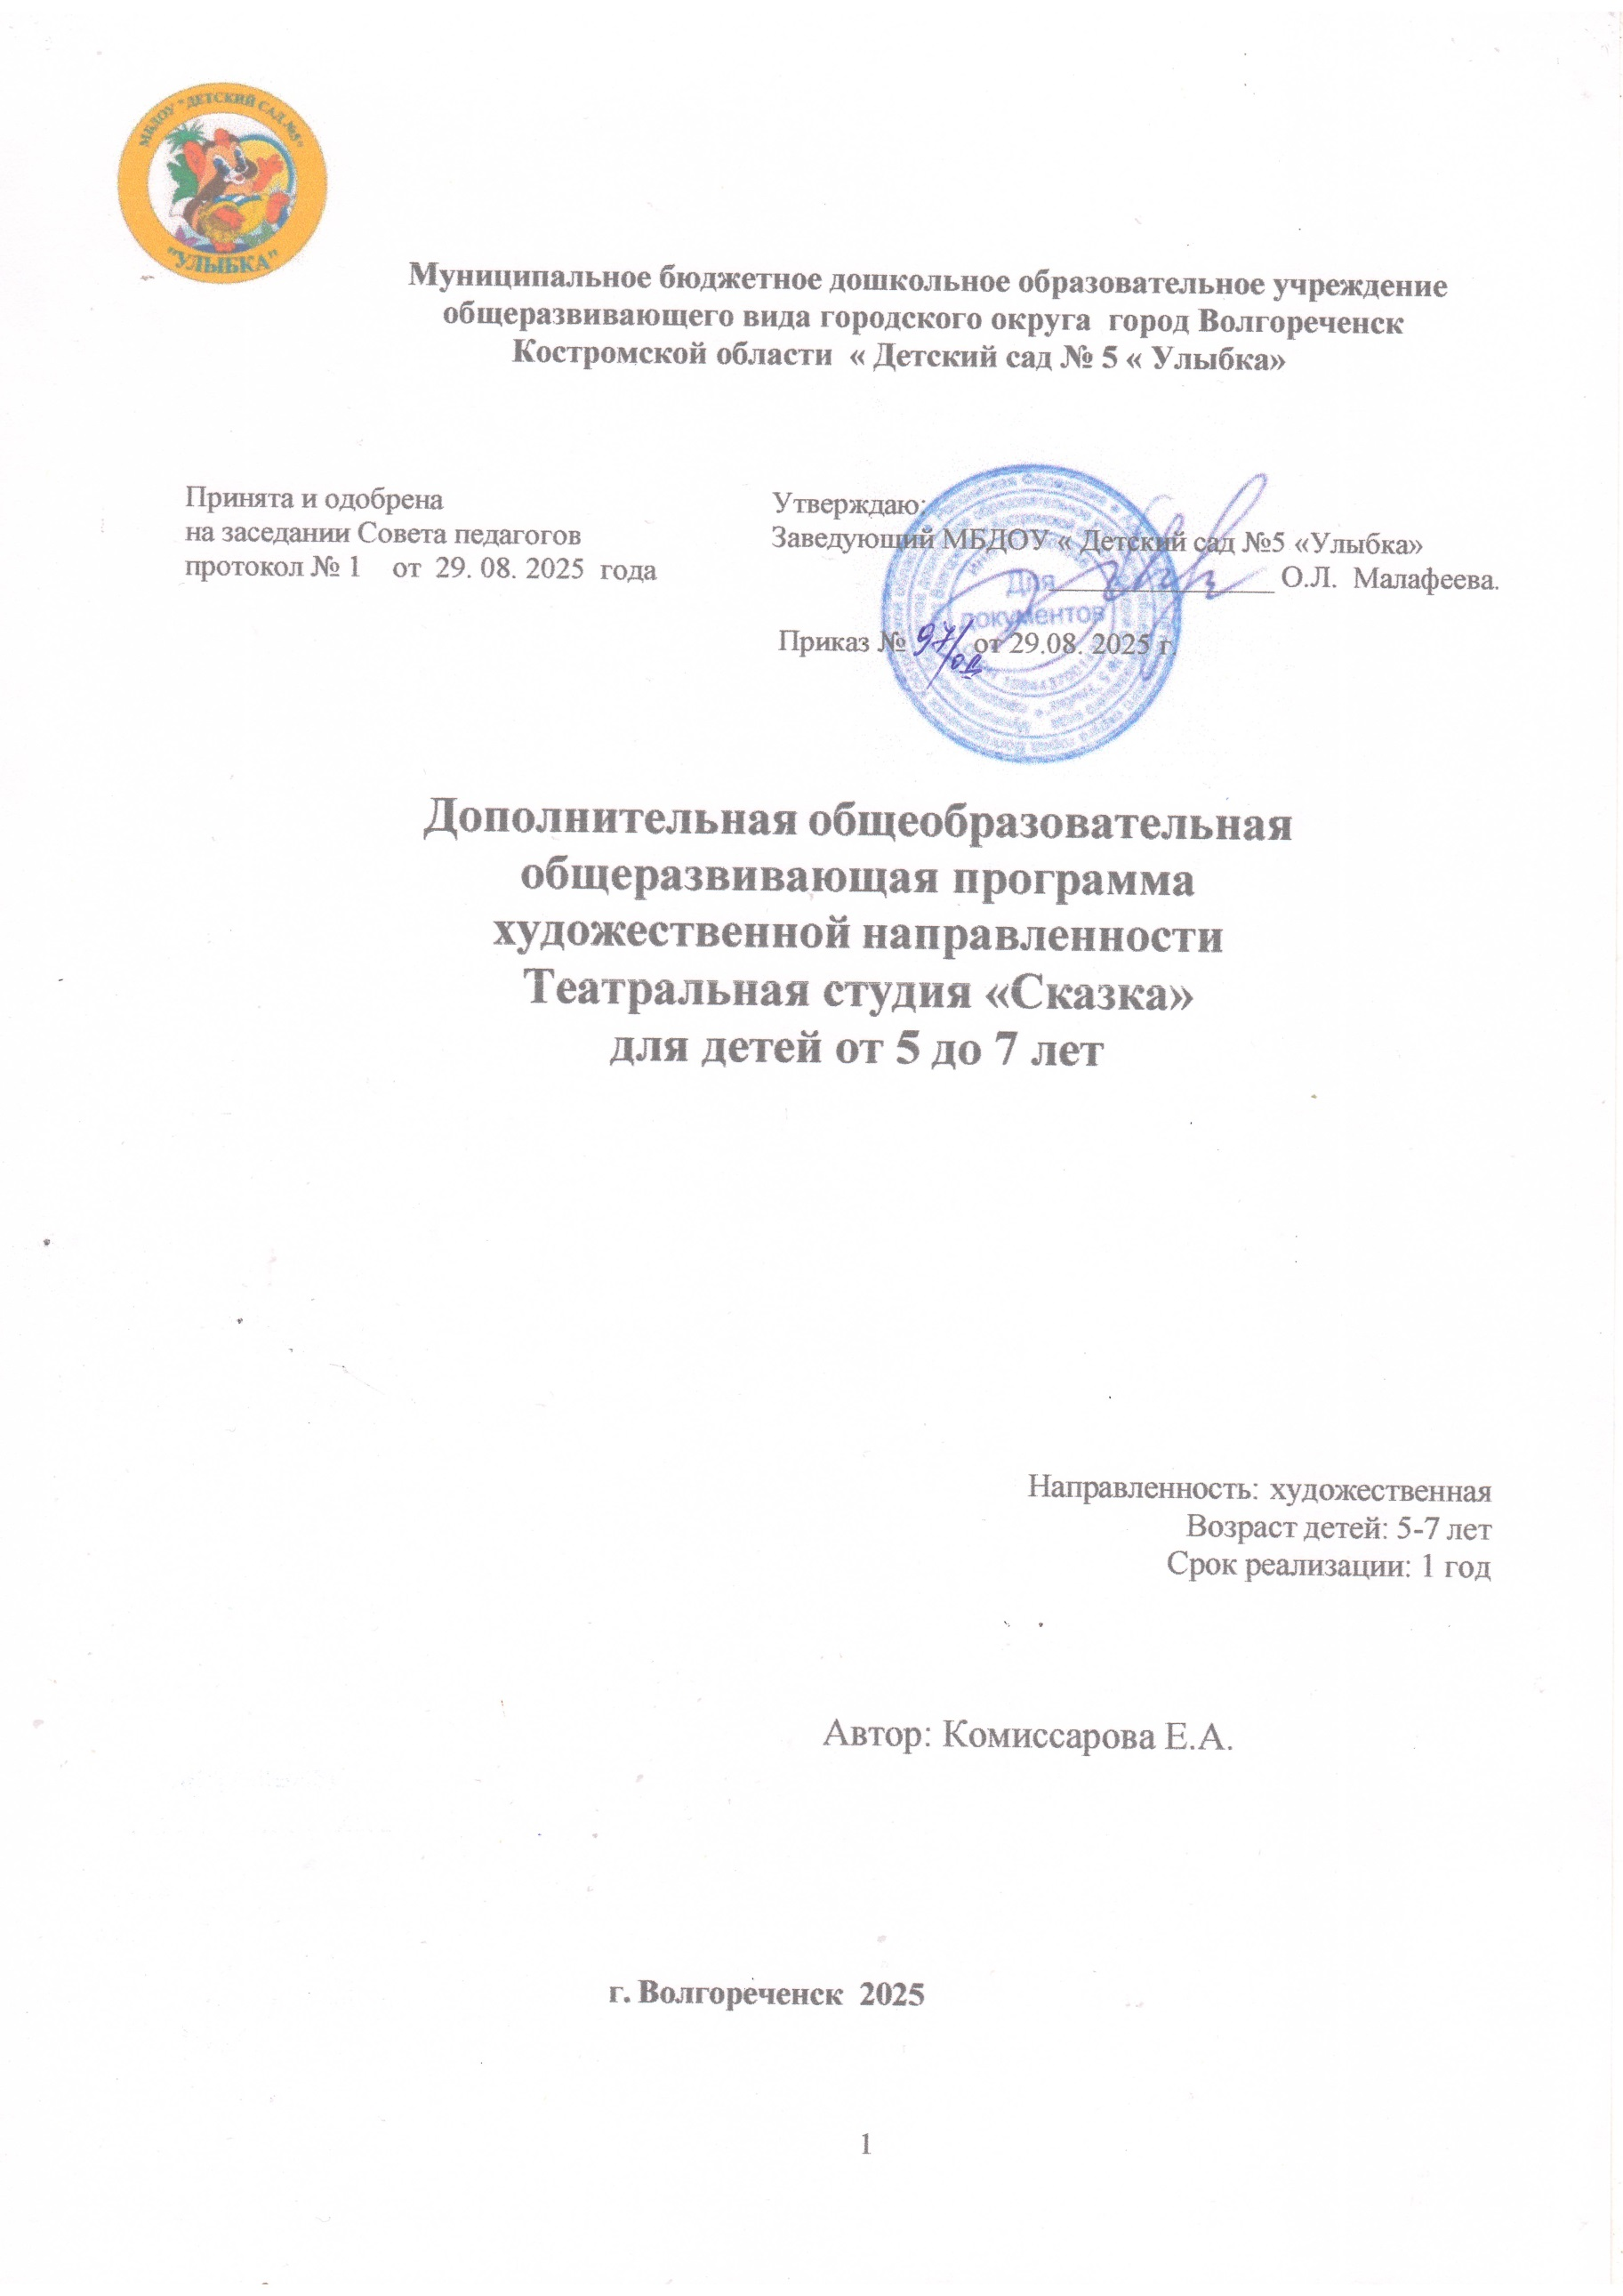 МБДОУ "ДЕТСКИЙ САД №5"
"УЛЫБКА"
Муниципальное бюджетное дошкольное образовательное учреждение
общеразвивающего вида городского округа город Волгореченск
Костромской области « Детский сад № 5 « Улыбка»
Принята и одобрена
на заседании Совета педагогов
протокол № 1 от 29. 08. 2025 года
Утверждаю:
Заведующий МБДОУ « Детский сад №5 «Улыбка»
О.Л. Малафеева.
Для
документов
Приказ № 97/од от 29.08. 2025 г.
Дополнительная общеобразовательная
общеразвивающая программа
художественной направленности
Театральная студия «Сказка»
для детей от 5 до 7 лет
Направленность: художественная
Возраст детей: 5-7 лет
Срок реализации: 1 год
Автор: Комиссарова Е.А.
г. Волгореченск 2025
1